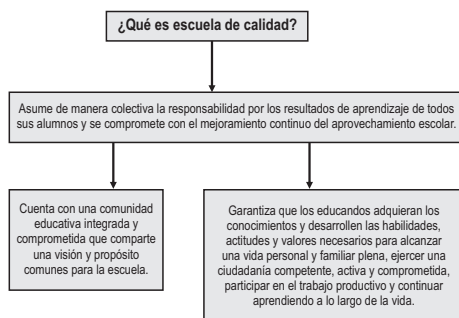 ¿Qué es escuela de calidad?
Asume de manera colectiva la responsabilidad por los resultados de aprendizaje de todos
sus alumnos y se compromete con el mejoramiento continuo del aprovechamiento escolar.
Cuenta con una comunidad
educativa integrada y
comprometida que comparte
una visión y propósito
comunes para la escuela.
Garantiza que los educandos adquieran los
conocimientos y desarrollen las habilidades,
actitudes y valores necesarios para alcanzar
una vida personal y familiar plena, ejercer una
ciudadanía competente, activa y comprometida,
participar en el trabajo productivo y continuar
aprendiendo a lo largo de la vida.